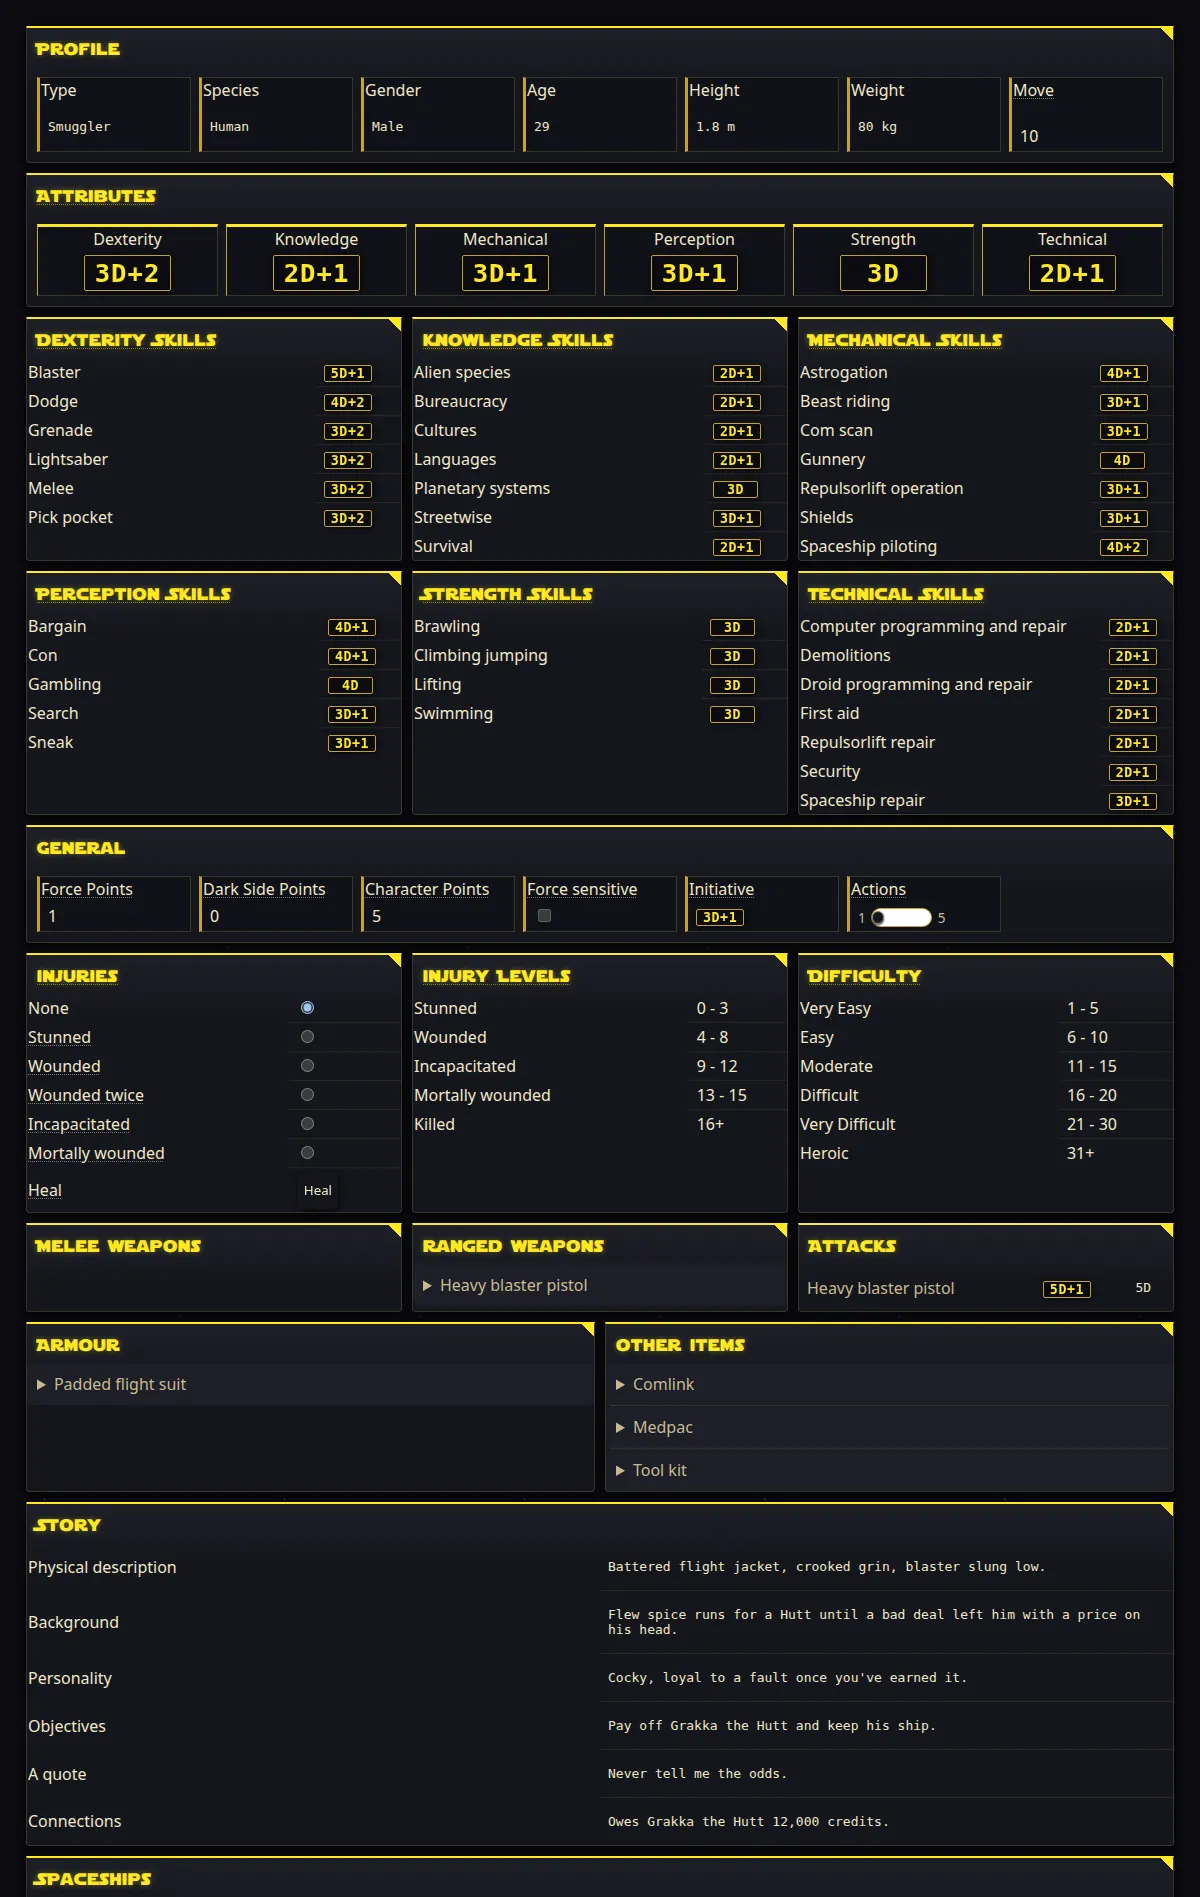 Profile
Type Species Gender Age Height Weight Move
Smuggler Human Male 29 1.8 m 80 kg 10
Attributes
Dexterity Knowledge Mechanical Perception Strength Technical
3D+2 2D+1 3D+1 3D+1 3D 2D+1
Dexterity Skills
Blaster 5D+1
Dodge 4D+2
Grenade 3D+2
Lightsaber 3D+2
Melee 3D+2
Pick pocket 3D+2
Knowledge Skills
Alien species 2D+1
Bureaucracy 2D+1
Cultures 2D+1
Languages 2D+1
Planetary systems 3D
Streetwise 3D+1
Survival 2D+1
Mechanical Skills
Astrogation 4D+1
Beast riding 3D+1
Com scan 3D+1
Gunnery 4D
Repulsorlift operation 3D+1
Shields 3D+1
Spaceship piloting 4D+2
Perception Skills
Bargain 4D+1
Con 4D+1
Gambling 4D
Search 3D+1
Sneak 3D+1
Strength Skills
Brawling 3D
Climbing jumping 3D
Lifting 3D
Swimming 3D
Technical Skills
Computer programming and repair 2D+1
Demolitions 2D+1
Droid programming and repair 2D+1
First aid 2D+1
Repulsorlift repair 2D+1
Security 2D+1
Spaceship repair 3D+1
General
Force Points Dark Side Points Character Points Force sensitive Initiative Actions
1 0 5 3D+1 1 5
Injuries
None
Stunned
Wounded
Wounded twice
Incapacitated
Mortally wounded
Heal Heal
Injury Levels
Stunned 0 - 3
Wounded 4 - 8
Incapacitated 9 - 12
Mortally wounded 13 - 15
Killed 16+
Difficulty
Very Easy 1 - 5
Easy 6 - 10
Moderate 11 - 15
Difficult 16 - 20
Very Difficult 21 - 30
Heroic 31+
Melee weapons
Ranged weapons
Heavy blaster pistol
Attacks
Heavy blaster pistol 5D+1 5D
Armour
Padded flight suit
Other items
Comlink
Medpac
Tool kit
Story
Physical description Battered flight jacket, crooked grin, blaster slung low.
Background Flew spice runs for a Hutt until a bad deal left him with a price on
his head.
Personality Cocky, loyal to a fault once you've earned it.
Objectives Pay off Grakka the Hutt and keep his ship.
A quote Never tell me the odds.
Connections Owes Grakka the Hutt 12,000 credits.
Spaceships